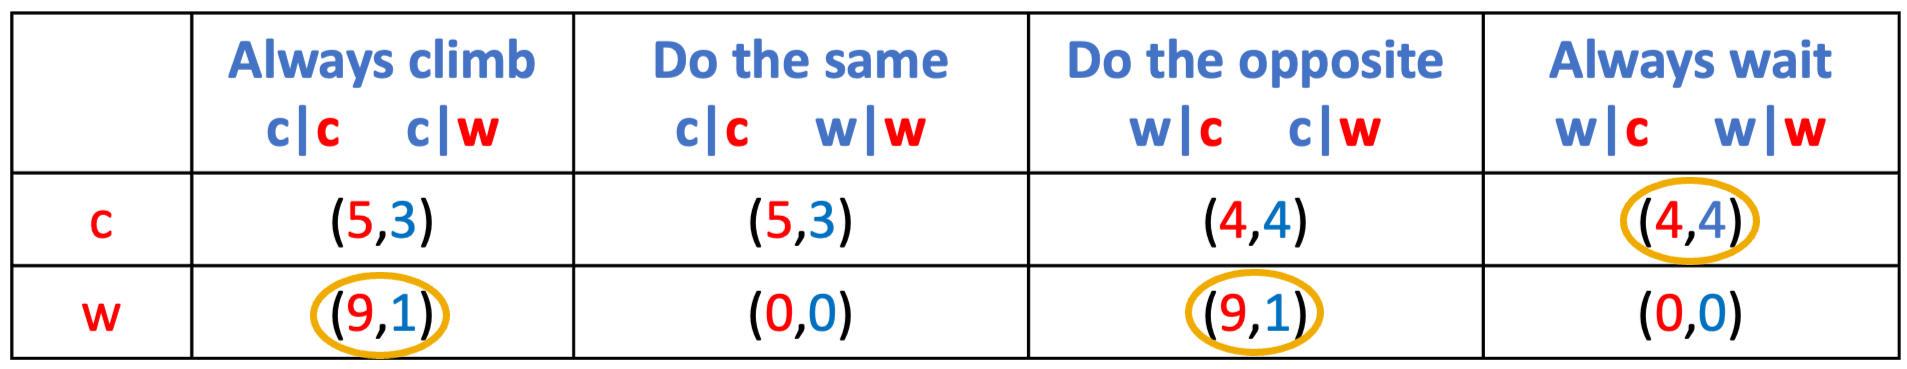 Always climb Do the same Do the opposite Always wait
c|c c|w c|c w|w w|c c|w w|c w|w
c (5,3) (5,3) (4,4) (4,4)
w (9,1) (0,0) (9,1) (0,0)